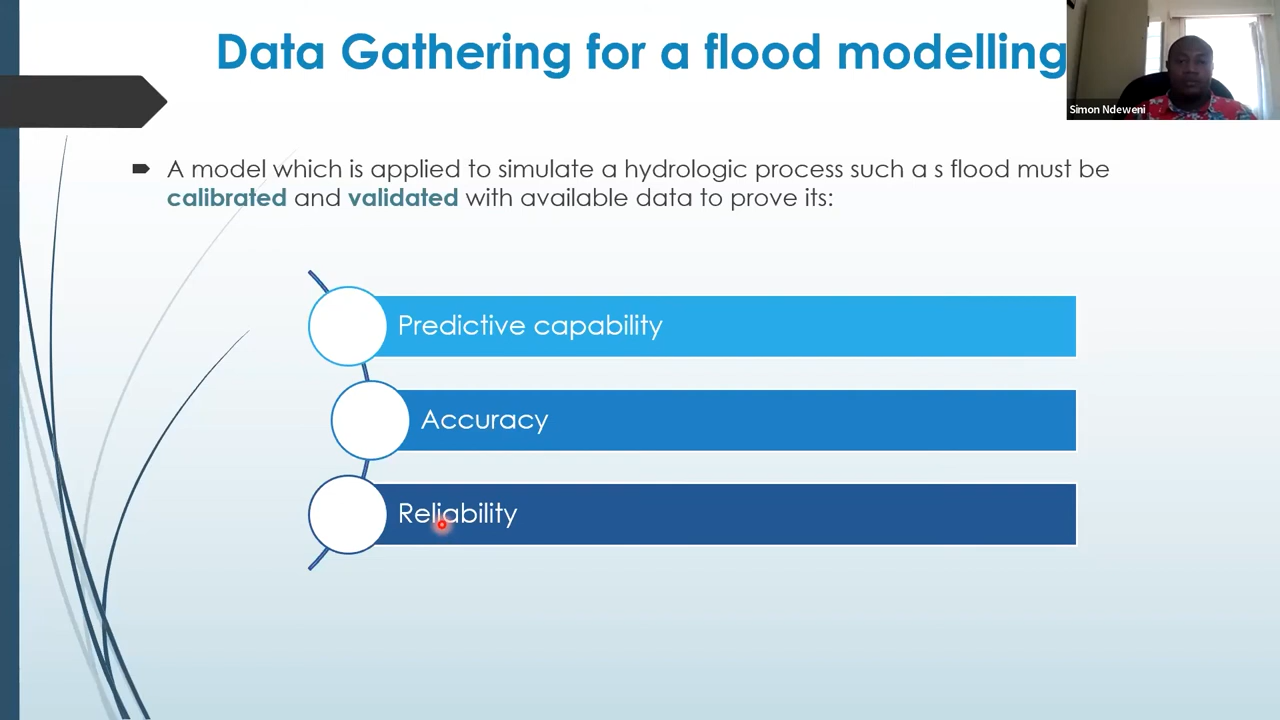 Data Gathering for a flood modelling
Simon Ndeweni
A model which is applied to simulate a hydrologic process such a s flood must be
calibrated and validated with available data to prove its:
Predictive capability
Accuracy
Reliability